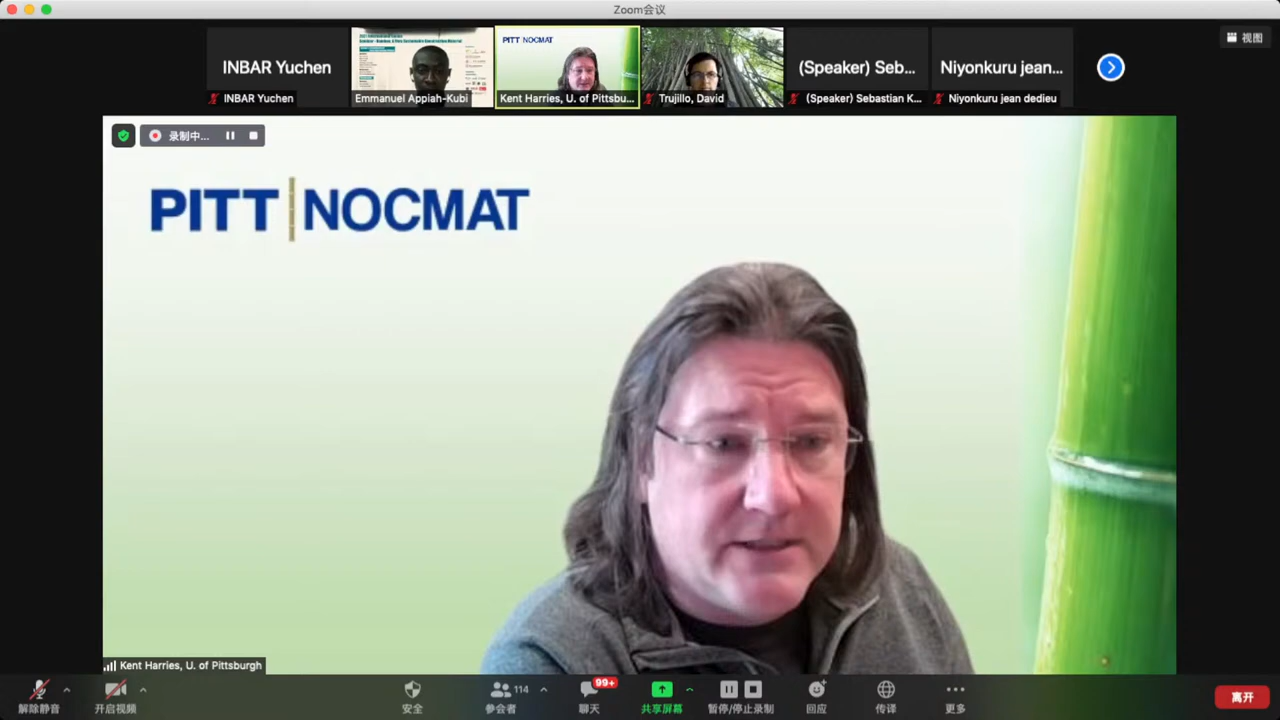 Zoom会议
INBAR Yuchen
INBAR Yuchen
Emmanuel Appiah-Kubi
PITT NOCMAT
Kent Harries, U. of Pittsbu...
Trujillo, David
(Speaker) Seb...
(Speaker) Sebastian K...
Niyonkuru jean...
Niyonkuru jean dedieu
视图
录制中...
PITT NOCMAT
Kent Harries, U. of Pittsburgh
解除静音
开启视频
安全
114
参会者
99+
聊天
共享屏幕
暂停/停止录制
回应
传译
更多
离开